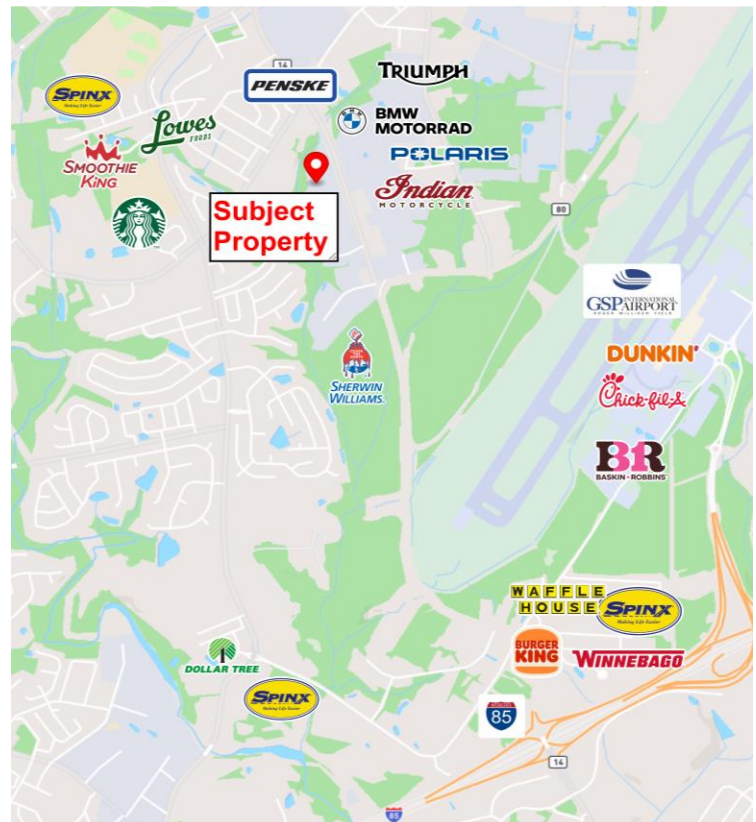 14
PENSKE
TRIUMPH
SPINX
Making Life Easier
Lowes
FOODS
BMW
MOTORRAD
POLARIS
SMOOTHIE
KING
Indian
MOTORCYCLE
Subject
Property
80
GSP INTERNATIONAL
AIRPORT
ROGER MILLIKEN FIELD
DUNKIN'
SHERWIN
WILLIAMS.
Chick-fil-A
BR
BASKIN • ROBBINS
WAFFLE
HOUSE
SPINX
Making Life Easier
BURGER
KING
WINNEBAGO
DOLLAR TREE
SPINX
Making Life Easier
85
14
85